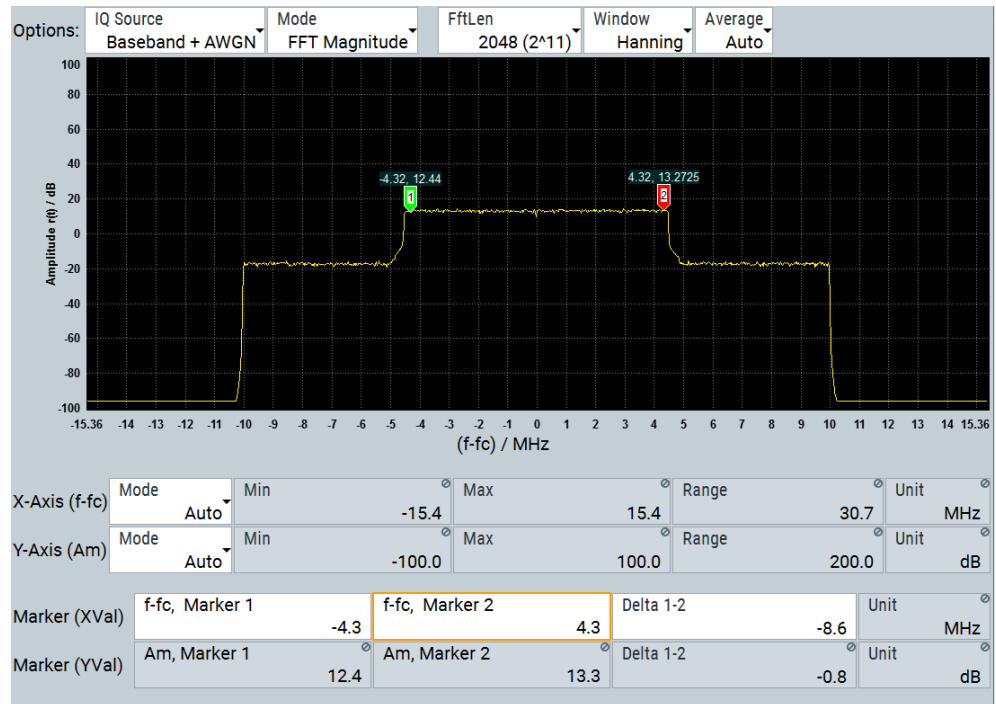 Options: IQ Source Mode FftLen Window Average
Baseband + AWGN FFT Magnitude 2048 (2^11) Hanning Auto
100
80
60
40
20
0
-20
-40
-60
-80
-100
Amplitude r(t) / dB
-4.32, 12.44
1
4.32, 13.2725
2
-15.36 -14 -13 -12 -11 -10 -9 -8 -7 -6 -5 -4 -3 -2 -1 0 1 2 3 4 5 6 7 8 9 10 11 12 13 14 15.36
(f-fc) / MHz
X-Axis (f-fc) Mode Min Max Range Unit
Auto -15.4 15.4 30.7 MHz
Y-Axis (Am) Mode Min Max Range Unit
Auto -100.0 100.0 200.0 dB
Marker (XVal) f-fc, Marker 1 f-fc, Marker 2 Delta 1-2 Unit
-4.3 4.3 -8.6 MHz
Marker (YVal) Am, Marker 1 Am, Marker 2 Delta 1-2 Unit
12.4 13.3 -0.8 dB